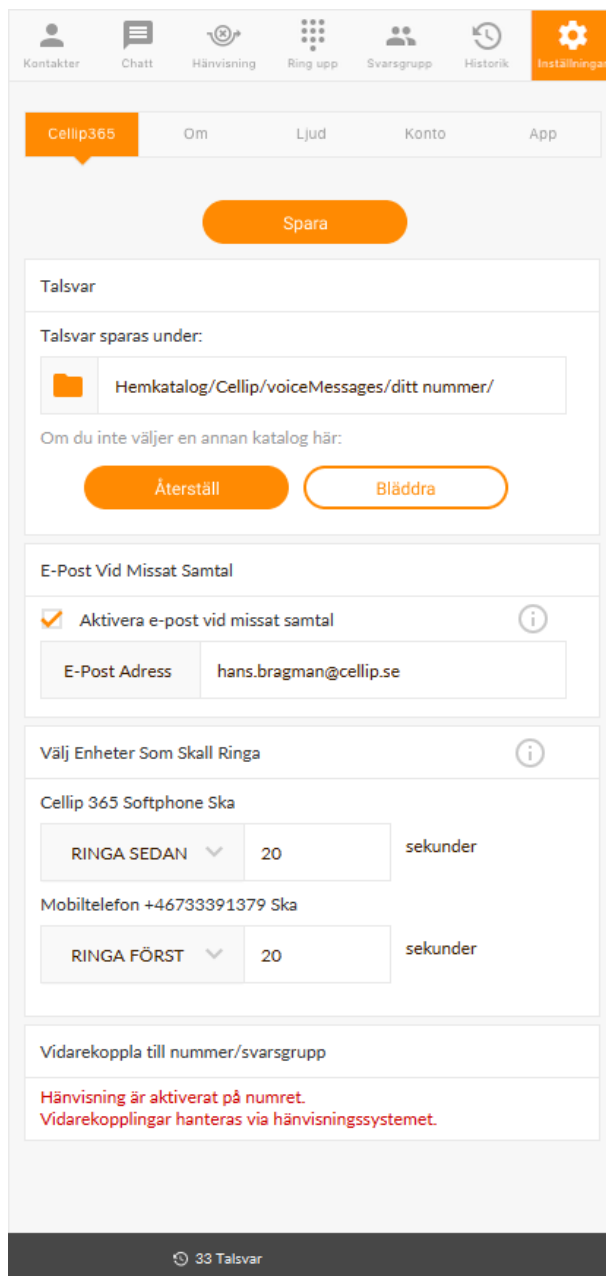 Kontakter Chatt Hänvisning Ring upp Svarsgrupp Historik Inställningar
Cellip365 Om Ljud Konto App
Spara
Talsvar
Talsvar sparas under:
Hemkatalog/Cellip/voiceMessages/ditt nummer/
Om du inte väljer en annan katalog här:
Återställ Bläddra
E-Post Vid Missat Samtal
Aktivera e-post vid missat samtal
E-Post Adress hans.bragman@cellip.se
Välj Enheter Som Skall Ringa
Cellip 365 Softphone Ska
RINGA SEDAN 20 sekunder
Mobiltelefon +46733391379 Ska
RINGA FÖRST 20 sekunder
Vidarekoppla till nummer/svarsgrupp
Hänvisning är aktiverat på numret.
Vidarekopplingar hanteras via hänvisningssystemet.
33 Talsvar